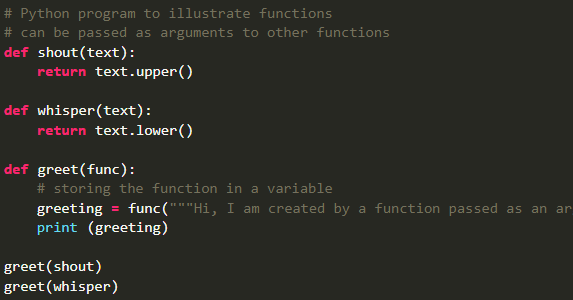 # Python program to illustrate functions
# can be passed as arguments to other functions
def shout(text):
    return text.upper()

def whisper(text):
    return text.lower()

def greet(func):
    # storing the function in a variable
    greeting = func("""Hi, I am created by a function passed as an
    print (greeting)

greet(shout)
greet(whisper)